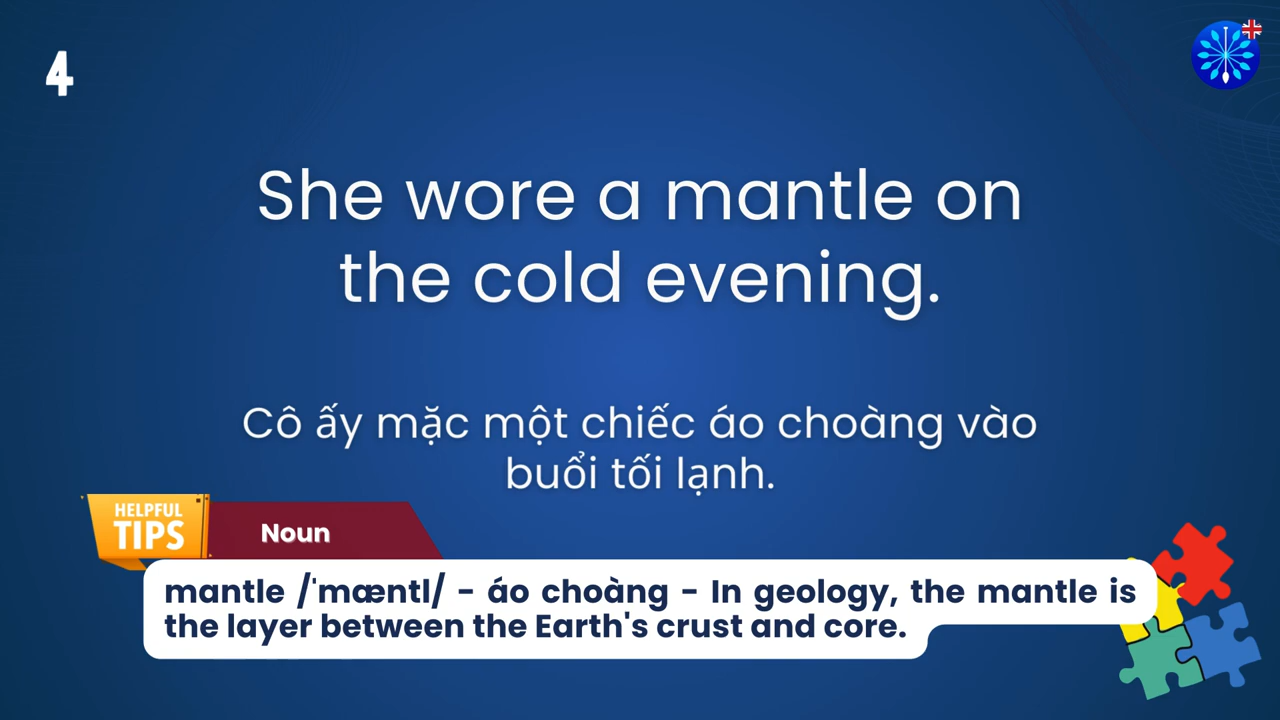 4
She wore a mantle on
the cold evening.
Cô ấy mặc một chiếc áo choàng vào
buổi tối lạnh.
HELPFUL
TIPS
Noun
mantle /ˈmæntl/ - áo choàng - In geology, the mantle is
the layer between the Earth's crust and core.